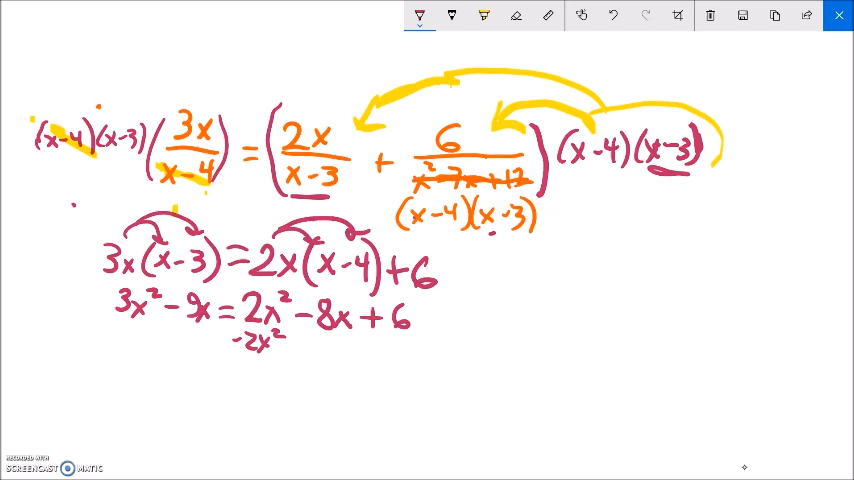 (x-4)(x-3) (3x/(x-4)) = (2x/(x-3) + 6/(x²-7x+12)) (x-4)(x-3)
(x-4)(x-3)
3x(x-3) = 2x(x-4) + 6
3x² - 9x = 2x² - 8x + 6
-2x²
RECORDED WITH
SCREENCAST MATIC